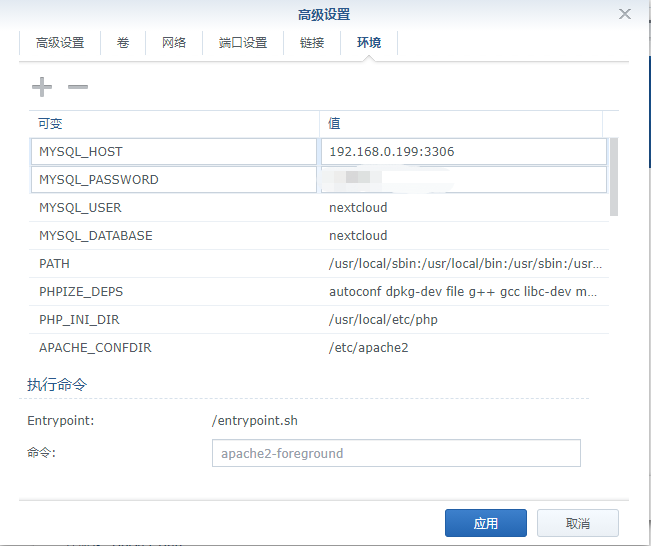 高级设置
高级设置 卷 网络 端口设置 链接 环境
可变 值
MYSQL_HOST 192.168.0.199:3306
MYSQL_PASSWORD
MYSQL_USER nextcloud
MYSQL_DATABASE nextcloud
PATH /usr/local/sbin:/usr/local/bin:/usr/sbin:/usr...
PHPIZE_DEPS autoconf dpkg-dev file g++ gcc libc-dev m...
PHP_INI_DIR /usr/local/etc/php
APACHE_CONFDIR /etc/apache2
执行命令
Entrypoint: /entrypoint.sh
命令: apache2-foreground
应用 取消